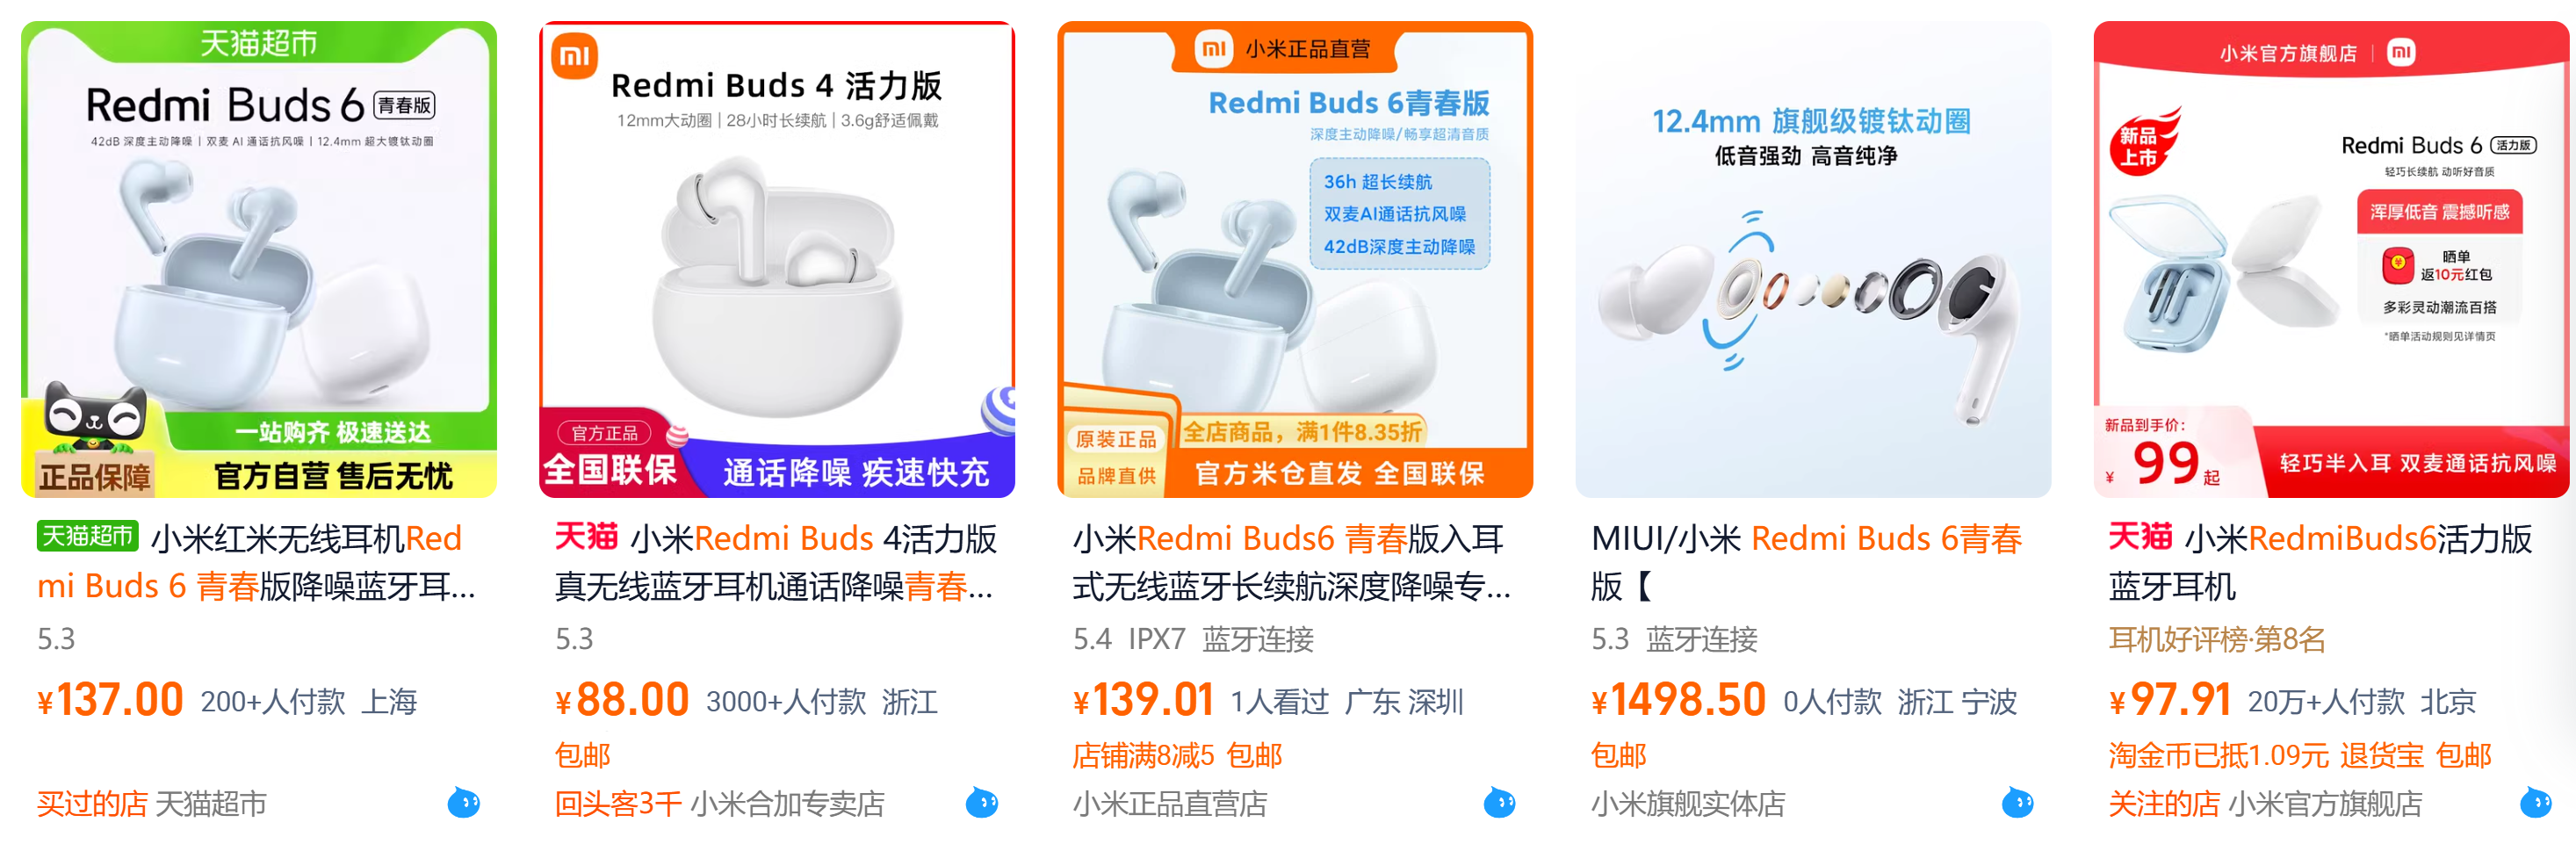 天猫超市
Redmi Buds 6 青春版
42dB 深度主动降噪 | 双麦 AI 通话抗风噪 | 12.4mm 超大镀钛动圈
一站购齐 极速送达
正品保障
官方自营 售后无忧
天猫超市 小米红米无线耳机Red
mi Buds 6 青春版降噪蓝牙耳...
5.3
¥137.00 200+人付款 上海
买过的店 天猫超市
mi
Redmi Buds 4 活力版
12mm大动圈 | 28小时长续航 | 3.6g舒适佩戴
官方正品
全国联保
通话降噪 疾速快充
天猫 小米Redmi Buds 4活力版
真无线蓝牙耳机通话降噪青春...
5.3
¥88.00 3000+人付款 浙江
包邮
回头客3千 小米合加专卖店
mi 小米正品直营
Redmi Buds 6青春版
深度主动降噪/畅享超清音质
36h 超长续航
双麦AI通话抗风噪
42dB深度主动降噪
全店商品，满1件8.35折
原装正品
品牌直供
官方米仓直发 全国联保
小米Redmi Buds6 青春版入耳
式无线蓝牙长续航深度降噪专...
5.4 IPX7 蓝牙连接
¥139.01 1人看过 广东 深圳
店铺满8减5 包邮
小米正品直营店
12.4mm 旗舰级镀钛动圈
低音强劲 高音纯净
MIUI/小米 Redmi Buds 6青春
版【
5.3 蓝牙连接
¥1498.50 0人付款 浙江 宁波
包邮
小米旗舰实体店
小米官方旗舰店 | mi
新品
上市
Redmi Buds 6 活力版
轻巧长续航 动听好音质
浑厚低音 震撼听感
晒单
返10元红包
多彩灵动潮流百搭
*晒单活动规则见详情页
新品到手价:
¥99起
轻巧半入耳 双麦通话抗风噪
天猫 小米RedmiBuds6活力版
蓝牙耳机
耳机好评榜·第8名
¥97.91 20万+人付款 北京
淘金币已抵1.09元 退货宝 包邮
关注的店 小米官方旗舰店